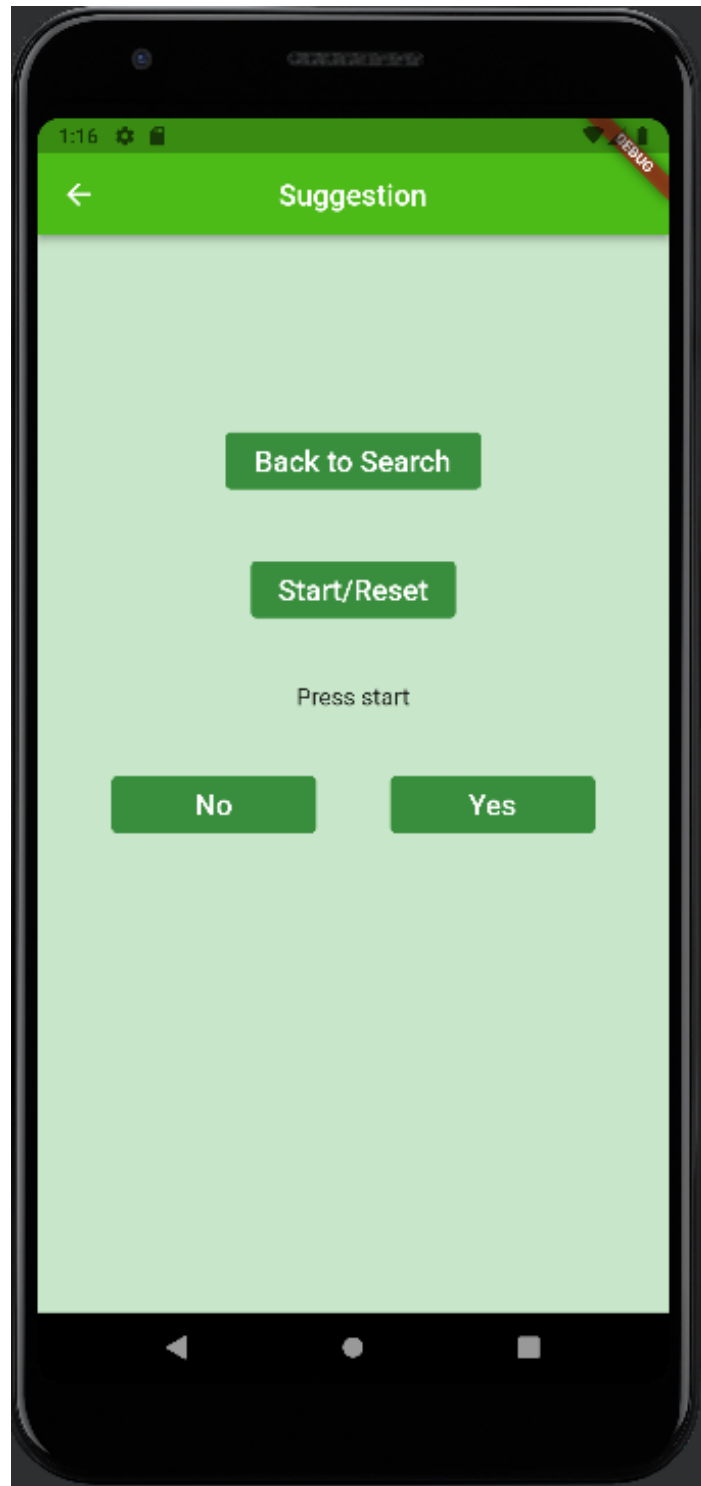 1:16
DEBUG
Suggestion
Back to Search
Start/Reset
Press start
No Yes